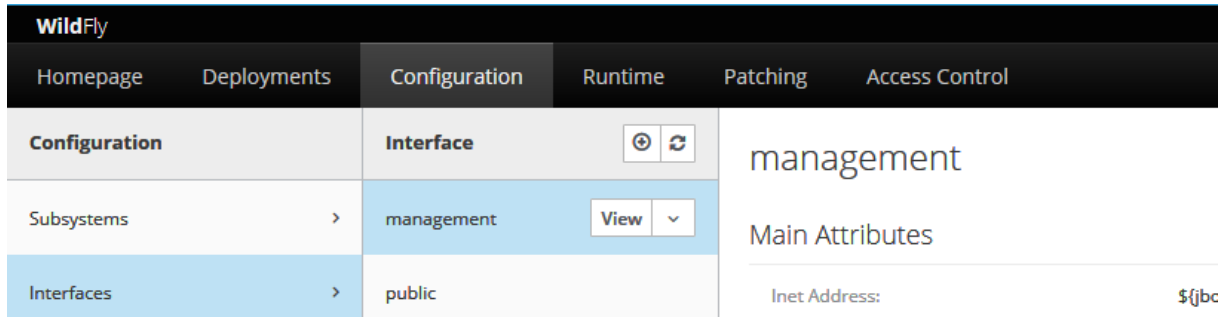 WildFly
Homepage Deployments Configuration Runtime Patching Access Control
Configuration
Interface
management
Subsystems
management View
Main Attributes
Interfaces
public
Inet Address: ${jbo